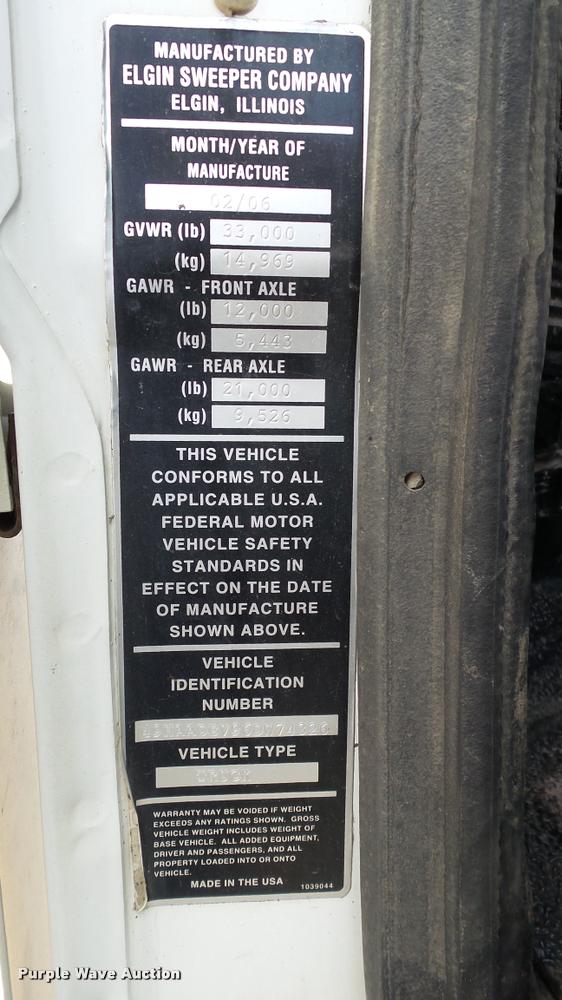 MANUFACTURED BY
ELGIN SWEEPER COMPANY
ELGIN, ILLINOIS
MONTH/YEAR OF
MANUFACTURE
02/06
GVWR (lb) 33,000
(kg) 14,969
GAWR - FRONT AXLE
(lb) 12,000
(kg) 5,443
GAWR - REAR AXLE
(lb) 21,000
(kg) 9,526
THIS VEHICLE
CONFORMS TO ALL
APPLICABLE U.S.A.
FEDERAL MOTOR
VEHICLE SAFETY
STANDARDS IN
EFFECT ON THE DATE
OF MANUFACTURE
SHOWN ABOVE.
VEHICLE
IDENTIFICATION
NUMBER
VEHICLE TYPE
WARRANTY MAY BE VOIDED IF WEIGHT
EXCEEDS ANY RATINGS SHOWN. GROSS
VEHICLE WEIGHT INCLUDES WEIGHT OF
BASE VEHICLE. ALL ADDED EQUIPMENT,
DRIVER AND PASSENGERS, AND ALL
PROPERTY LOADED INTO OR ONTO
VEHICLE.
MADE IN THE USA 1039044
Purple Wave Auction